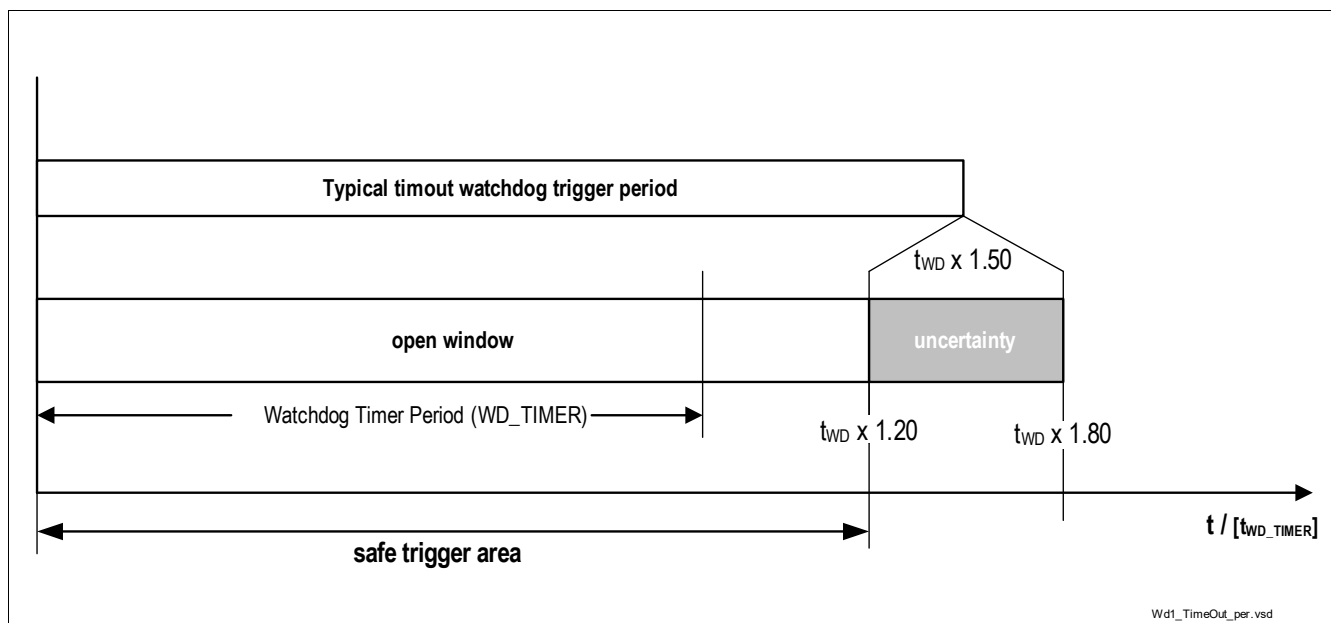 Typical timout watchdog trigger period
tWD x 1.50
open window
uncertainty
Watchdog Timer Period (WD_TIMER)
tWD x 1.20
tWD x 1.80
t / [tWD_TIMER]
safe trigger area
Wd1_TimeOut_per.vsd